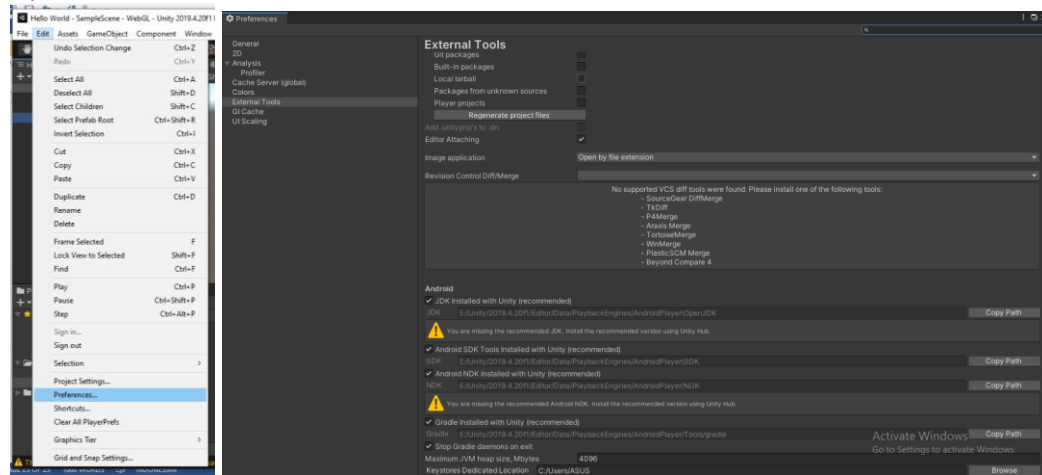 Hello World - SampleScene - WebGL - Unity 2019.4.20f1
File Edit Assets GameObject Component Window
Undo Selection Change Ctrl+Z
Redo Ctrl+Y
Select All Ctrl+A
Deselect All Shift+D
Select Children Shift+C
Select Prefab Root Ctrl+Shift+R
Invert Selection Ctrl+I
Cut Ctrl+X
Copy Ctrl+C
Paste Ctrl+V
Duplicate Ctrl+D
Rename
Delete
Frame Selected F
Lock View to Selected Shift+F
Find Ctrl+F
Play Ctrl+P
Pause Ctrl+Shift+P
Step Ctrl+Alt+P
Sign in...
Sign out
Selection
Project Settings...
Preferences...
Shortcuts...
Clear All PlayerPrefs
Graphics Tier
Grid and Snap Settings...
Preferences
General
2D
Analysis
Profiler
Cache Server (global)
Colors
External Tools
GI Cache
UI Scaling
External Tools
Git packages
Built-in packages
Local tarball
Packages from unknown sources
Player projects
Regenerate project files
Add .unityproj's to .sln
Editor Attaching
Image application Open by file extension
Revision Control Diff/Merge
No supported VCS diff tools were found. Please install one of the following tools:
- SourceGear DiffMerge
- TkDiff
- P4Merge
- Araxis Merge
- TortoiseMerge
- WinMerge
- PlasticSCM Merge
- Beyond Compare 4
Android
JDK Installed with Unity (recommended)
JDK E:/Unity/2019.4.20f1/Editor/Data/PlaybackEngines/AndroidPlayer/OpenJDK Copy Path
You are missing the recommended JDK. Install the recommended version using Unity Hub.
Android SDK Tools Installed with Unity (recommended)
SDK E:/Unity/2019.4.20f1/Editor/Data/PlaybackEngines/AndroidPlayer/SDK Copy Path
Android NDK Installed with Unity (recommended)
NDK E:/Unity/2019.4.20f1/Editor/Data/PlaybackEngines/AndroidPlayer/NDK Copy Path
You are missing the recommended Android NDK. Install the recommended version using Unity Hub.
Gradle Installed with Unity (recommended)
Gradle E:/Unity/2019.4.20f1/Editor/Data/PlaybackEngines/AndroidPlayer/Tools/gradle Copy Path
Stop Gradle daemons on exit
Maximum JVM heap size, Mbytes 4096
Keystores Dedicated Location C:/Users/ASUS Browse
Activate Windows
Go to Settings to activate Windows.